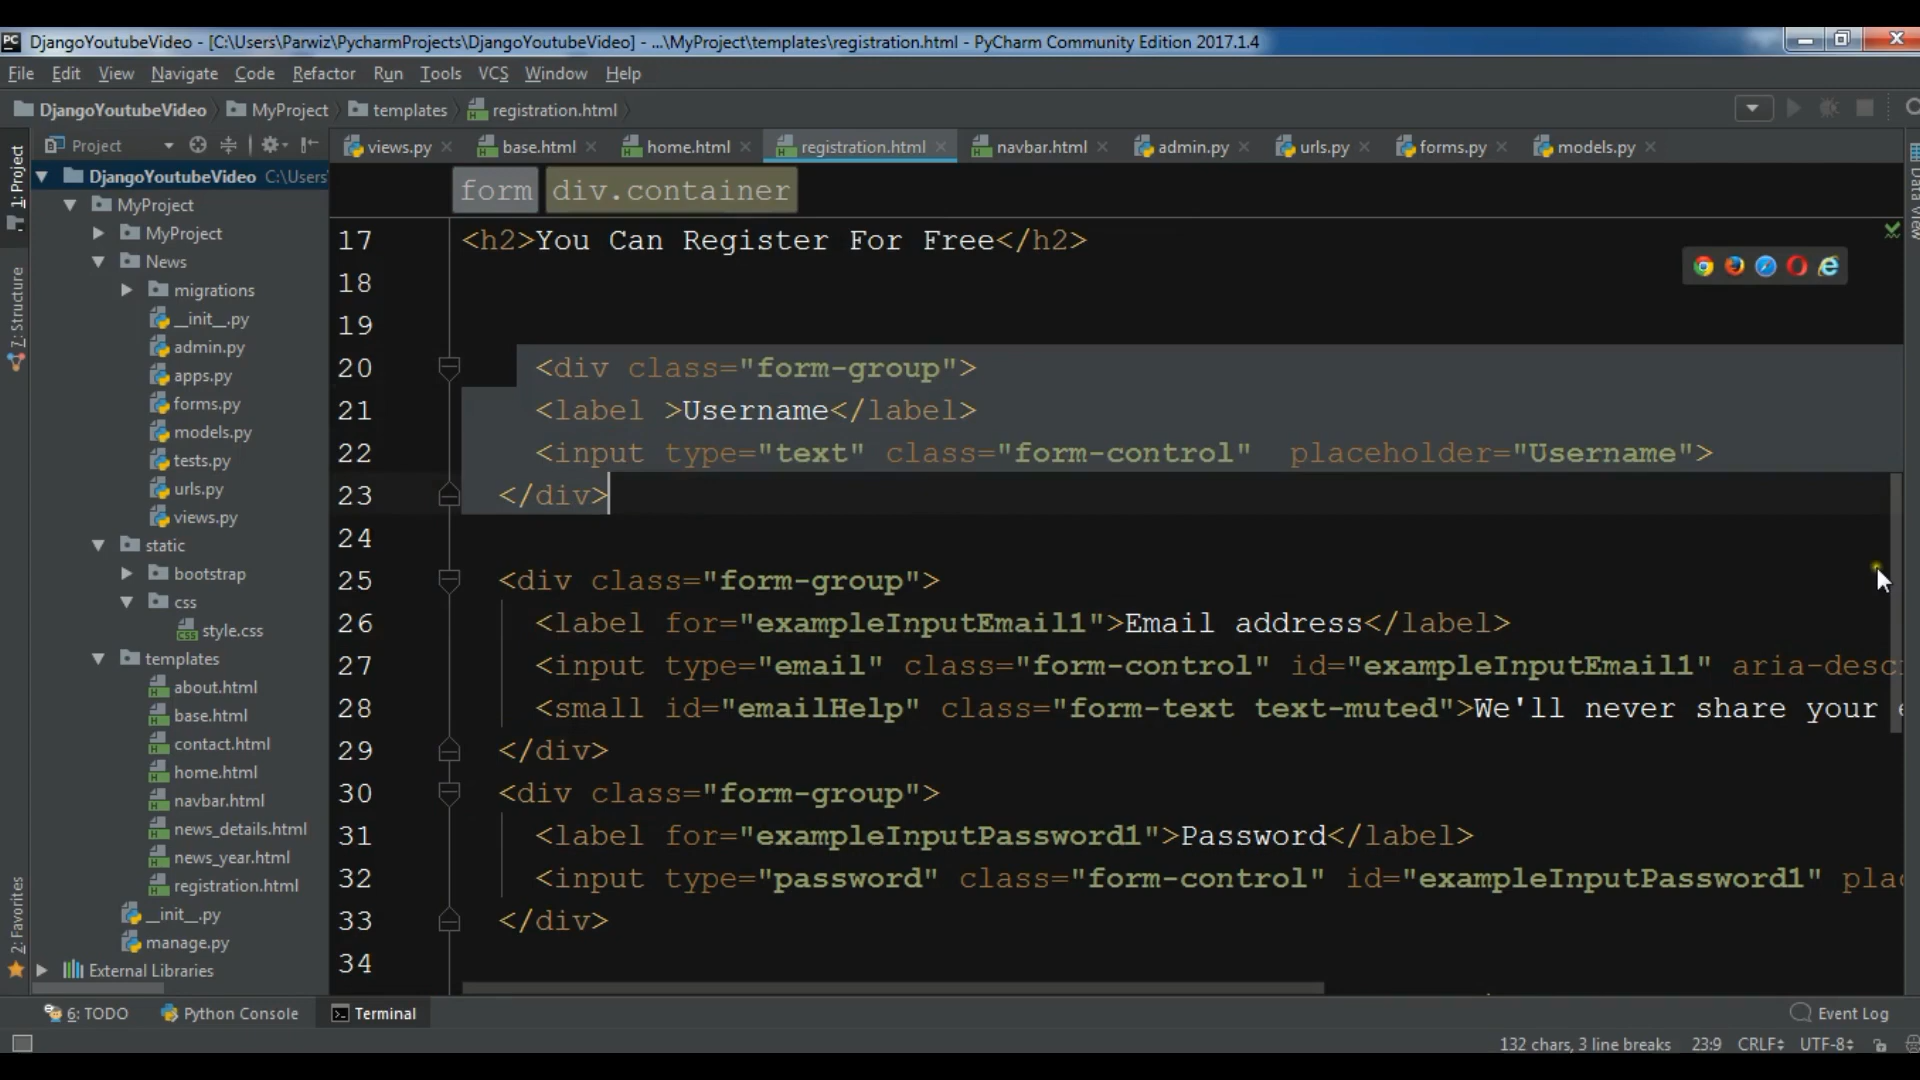 DjangoYoutubeVideo - [C:\Users\Parwiz\PycharmProjects\DjangoYoutubeVideo] - ...\MyProject\templates\registration.html - PyCharm Community Edition 2017.1.4
File Edit View Navigate Code Refactor Run Tools VCS Window Help
DjangoYoutubeVideo MyProject templates registration.html
Project
views.py base.html home.html registration.html navbar.html admin.py urls.py forms.py models.py
1: Project
7: Structure
2: Favorites
Data View
DjangoYoutubeVideo C:\Users
MyProject
MyProject
News
migrations
__init__.py
admin.py
apps.py
forms.py
models.py
tests.py
urls.py
views.py
static
bootstrap
css
style.css
templates
about.html
base.html
contact.html
home.html
navbar.html
news_details.html
news_year.html
registration.html
__init__.py
manage.py
External Libraries
form div.container
17 <h2>You Can Register For Free</h2>
18
19
20 <div class="form-group">
21 <label >Username</label>
22 <input type="text" class="form-control"  placeholder="Username">
23 </div>
24
25 <div class="form-group">
26 <label for="exampleInputEmail1">Email address</label>
27 <input type="email" class="form-control" id="exampleInputEmail1" aria-desc
28 <small id="emailHelp" class="form-text text-muted">We'll never share your
29 </div>
30 <div class="form-group">
31 <label for="exampleInputPassword1">Password</label>
32 <input type="password" class="form-control" id="exampleInputPassword1" plac
33 </div>
34
6: TODO Python Console Terminal Event Log
132 chars, 3 line breaks 23:9 CRLF UTF-8